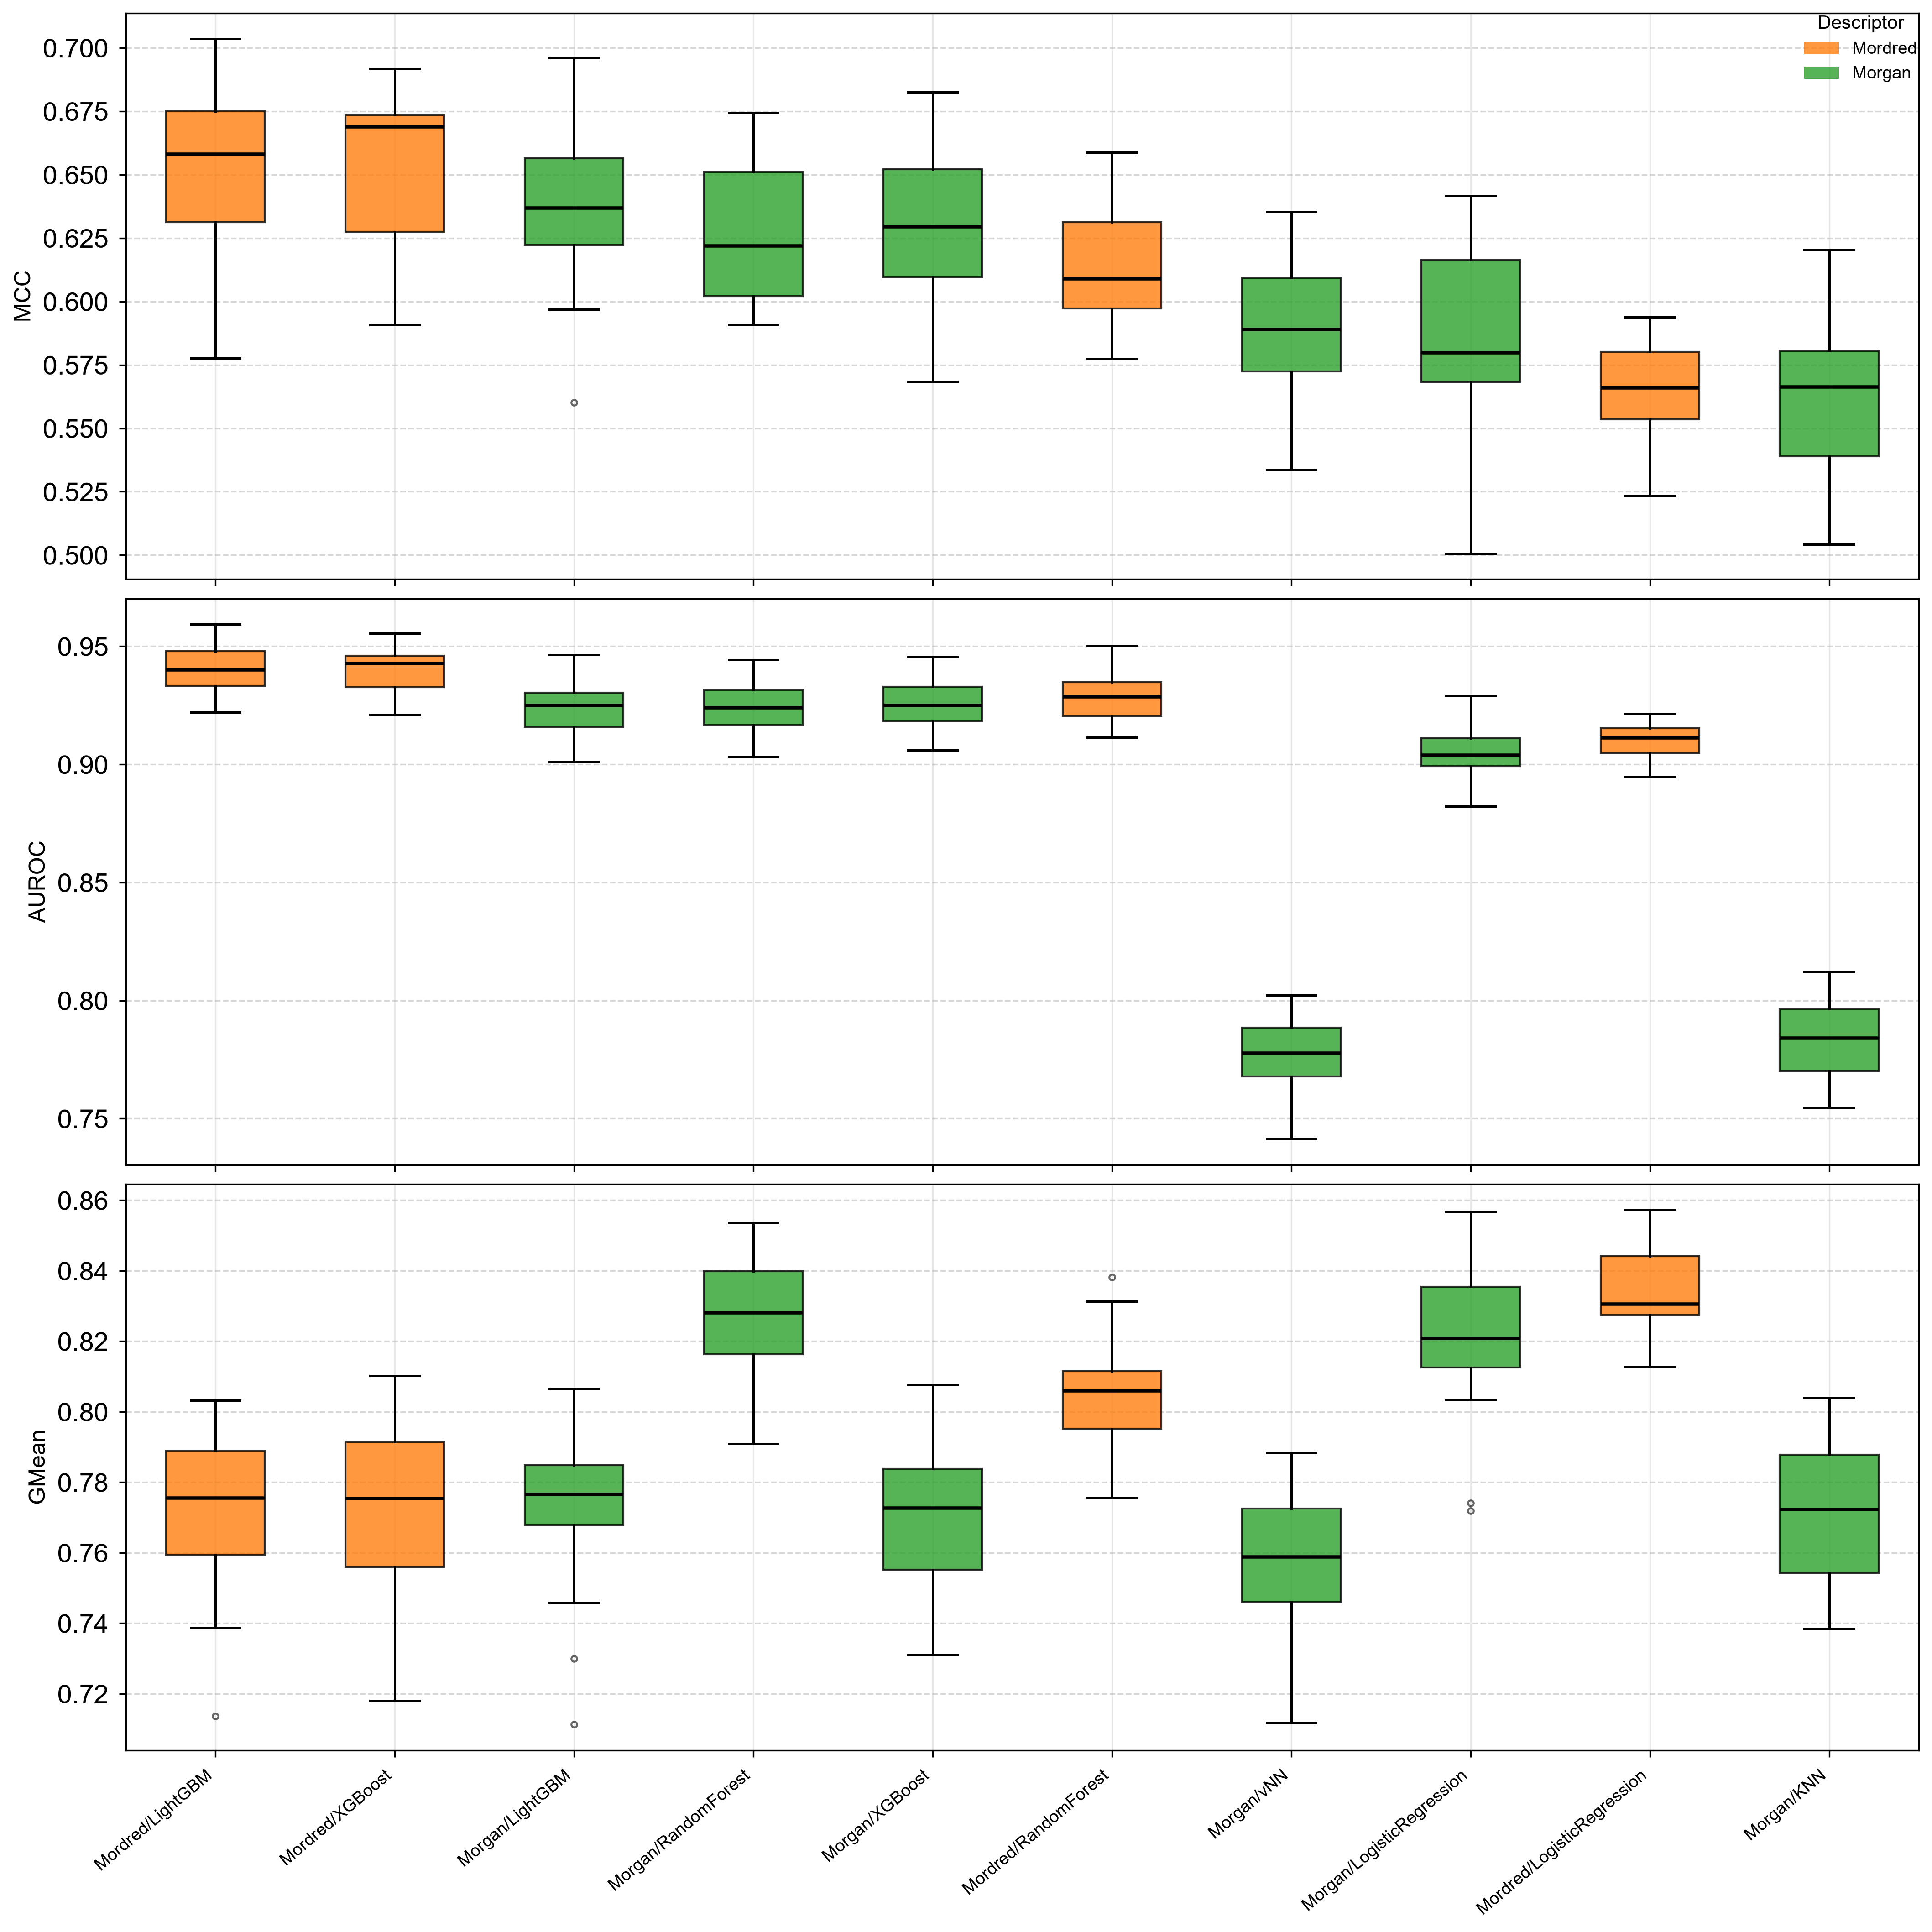 Descriptor
Mordred
Morgan
MCC
0.700
0.675
0.650
0.625
0.600
0.575
0.550
0.525
0.500
AUROC
0.95
0.90
0.85
0.80
0.75
GMean
0.86
0.84
0.82
0.80
0.78
0.76
0.74
0.72
Mordred/LightGBM
Mordred/XGBoost
Morgan/LightGBM
Morgan/RandomForest
Morgan/XGBoost
Mordred/RandomForest
Morgan/vNN
Morgan/LogisticRegression
Mordred/LogisticRegression
Morgan/KNN